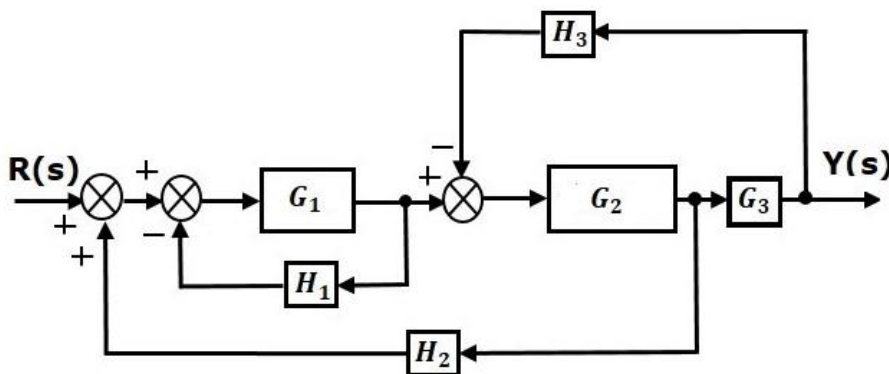 H₃
−
R(s) + + G₁ G₂ G₃ Y(s)
+ + − H₁
H₂